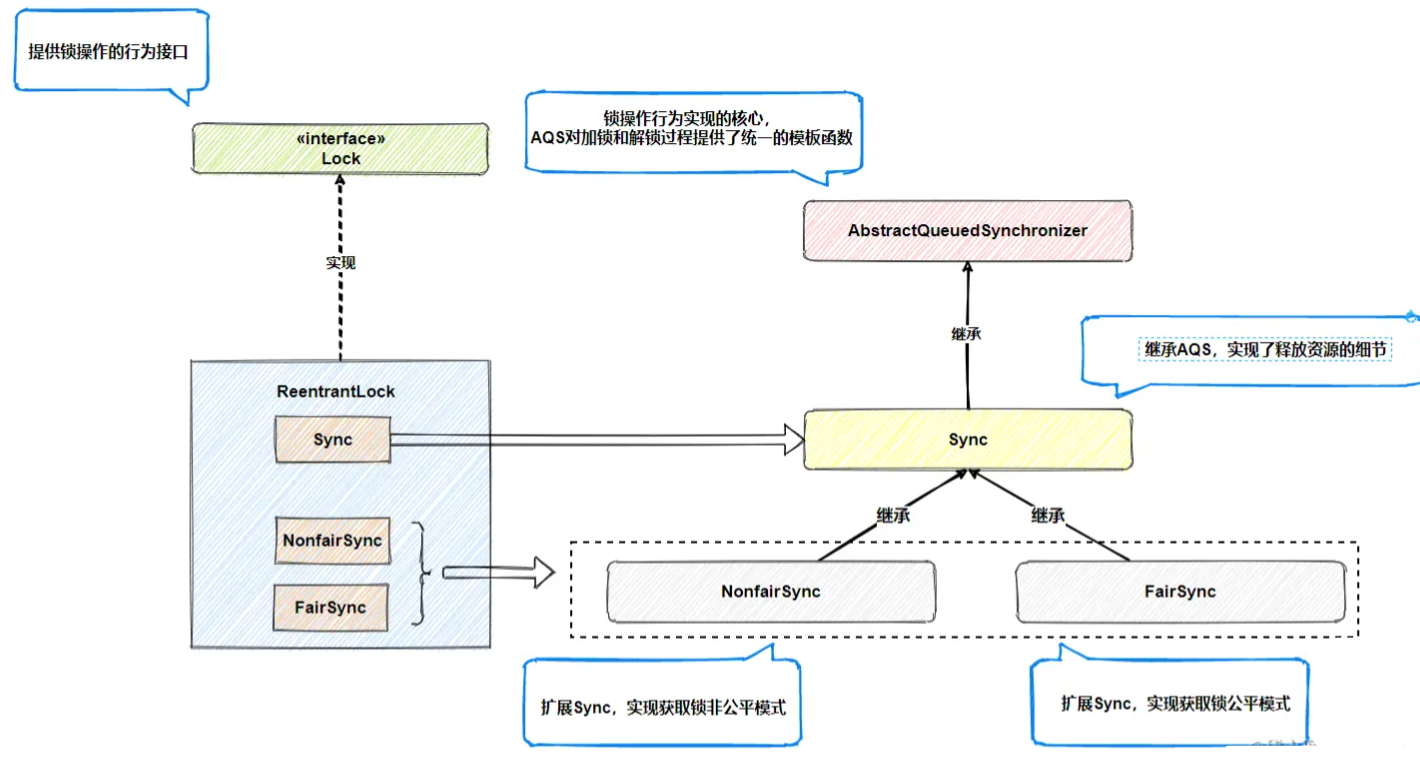 提供锁操作的行为接口
«interface»
Lock
实现
锁操作行为实现的核心，
AQS对加锁和解锁过程提供了统一的模板函数
AbstractQueuedSynchronizer
继承
继承AQS，实现了释放资源的细节
ReentrantLock
Sync
Sync
继承
继承
NonfairSync
FairSync
NonfairSync
FairSync
扩展Sync，实现获取锁非公平模式
扩展Sync，实现获取锁公平模式